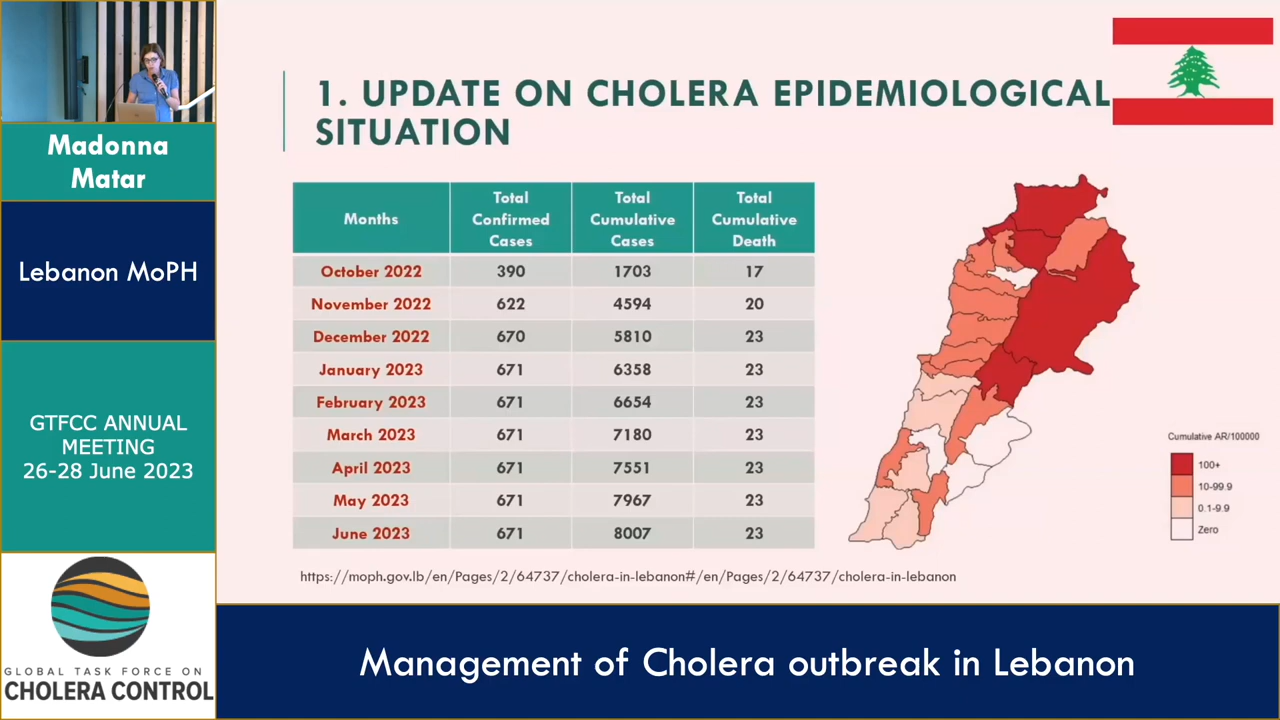 Madonna
Matar
Lebanon MoPH
GTFCC ANNUAL
MEETING
26-28 June 2023
GLOBAL TASK FORCE ON
CHOLERA CONTROL
1. UPDATE ON CHOLERA EPIDEMIOLOGICAL
SITUATION
Months Total Confirmed Cases Total Cumulative Cases Total Cumulative Death
October 2022 390 1703 17
November 2022 622 4594 20
December 2022 670 5810 23
January 2023 671 6358 23
February 2023 671 6654 23
March 2023 671 7180 23
April 2023 671 7551 23
May 2023 671 7967 23
June 2023 671 8007 23
Cumulative AR/100000
100+
10-99.9
0.1-9.9
Zero
https://moph.gov.lb/en/Pages/2/64737/cholera-in-lebanon#/en/Pages/2/64737/cholera-in-lebanon
Management of Cholera outbreak in Lebanon